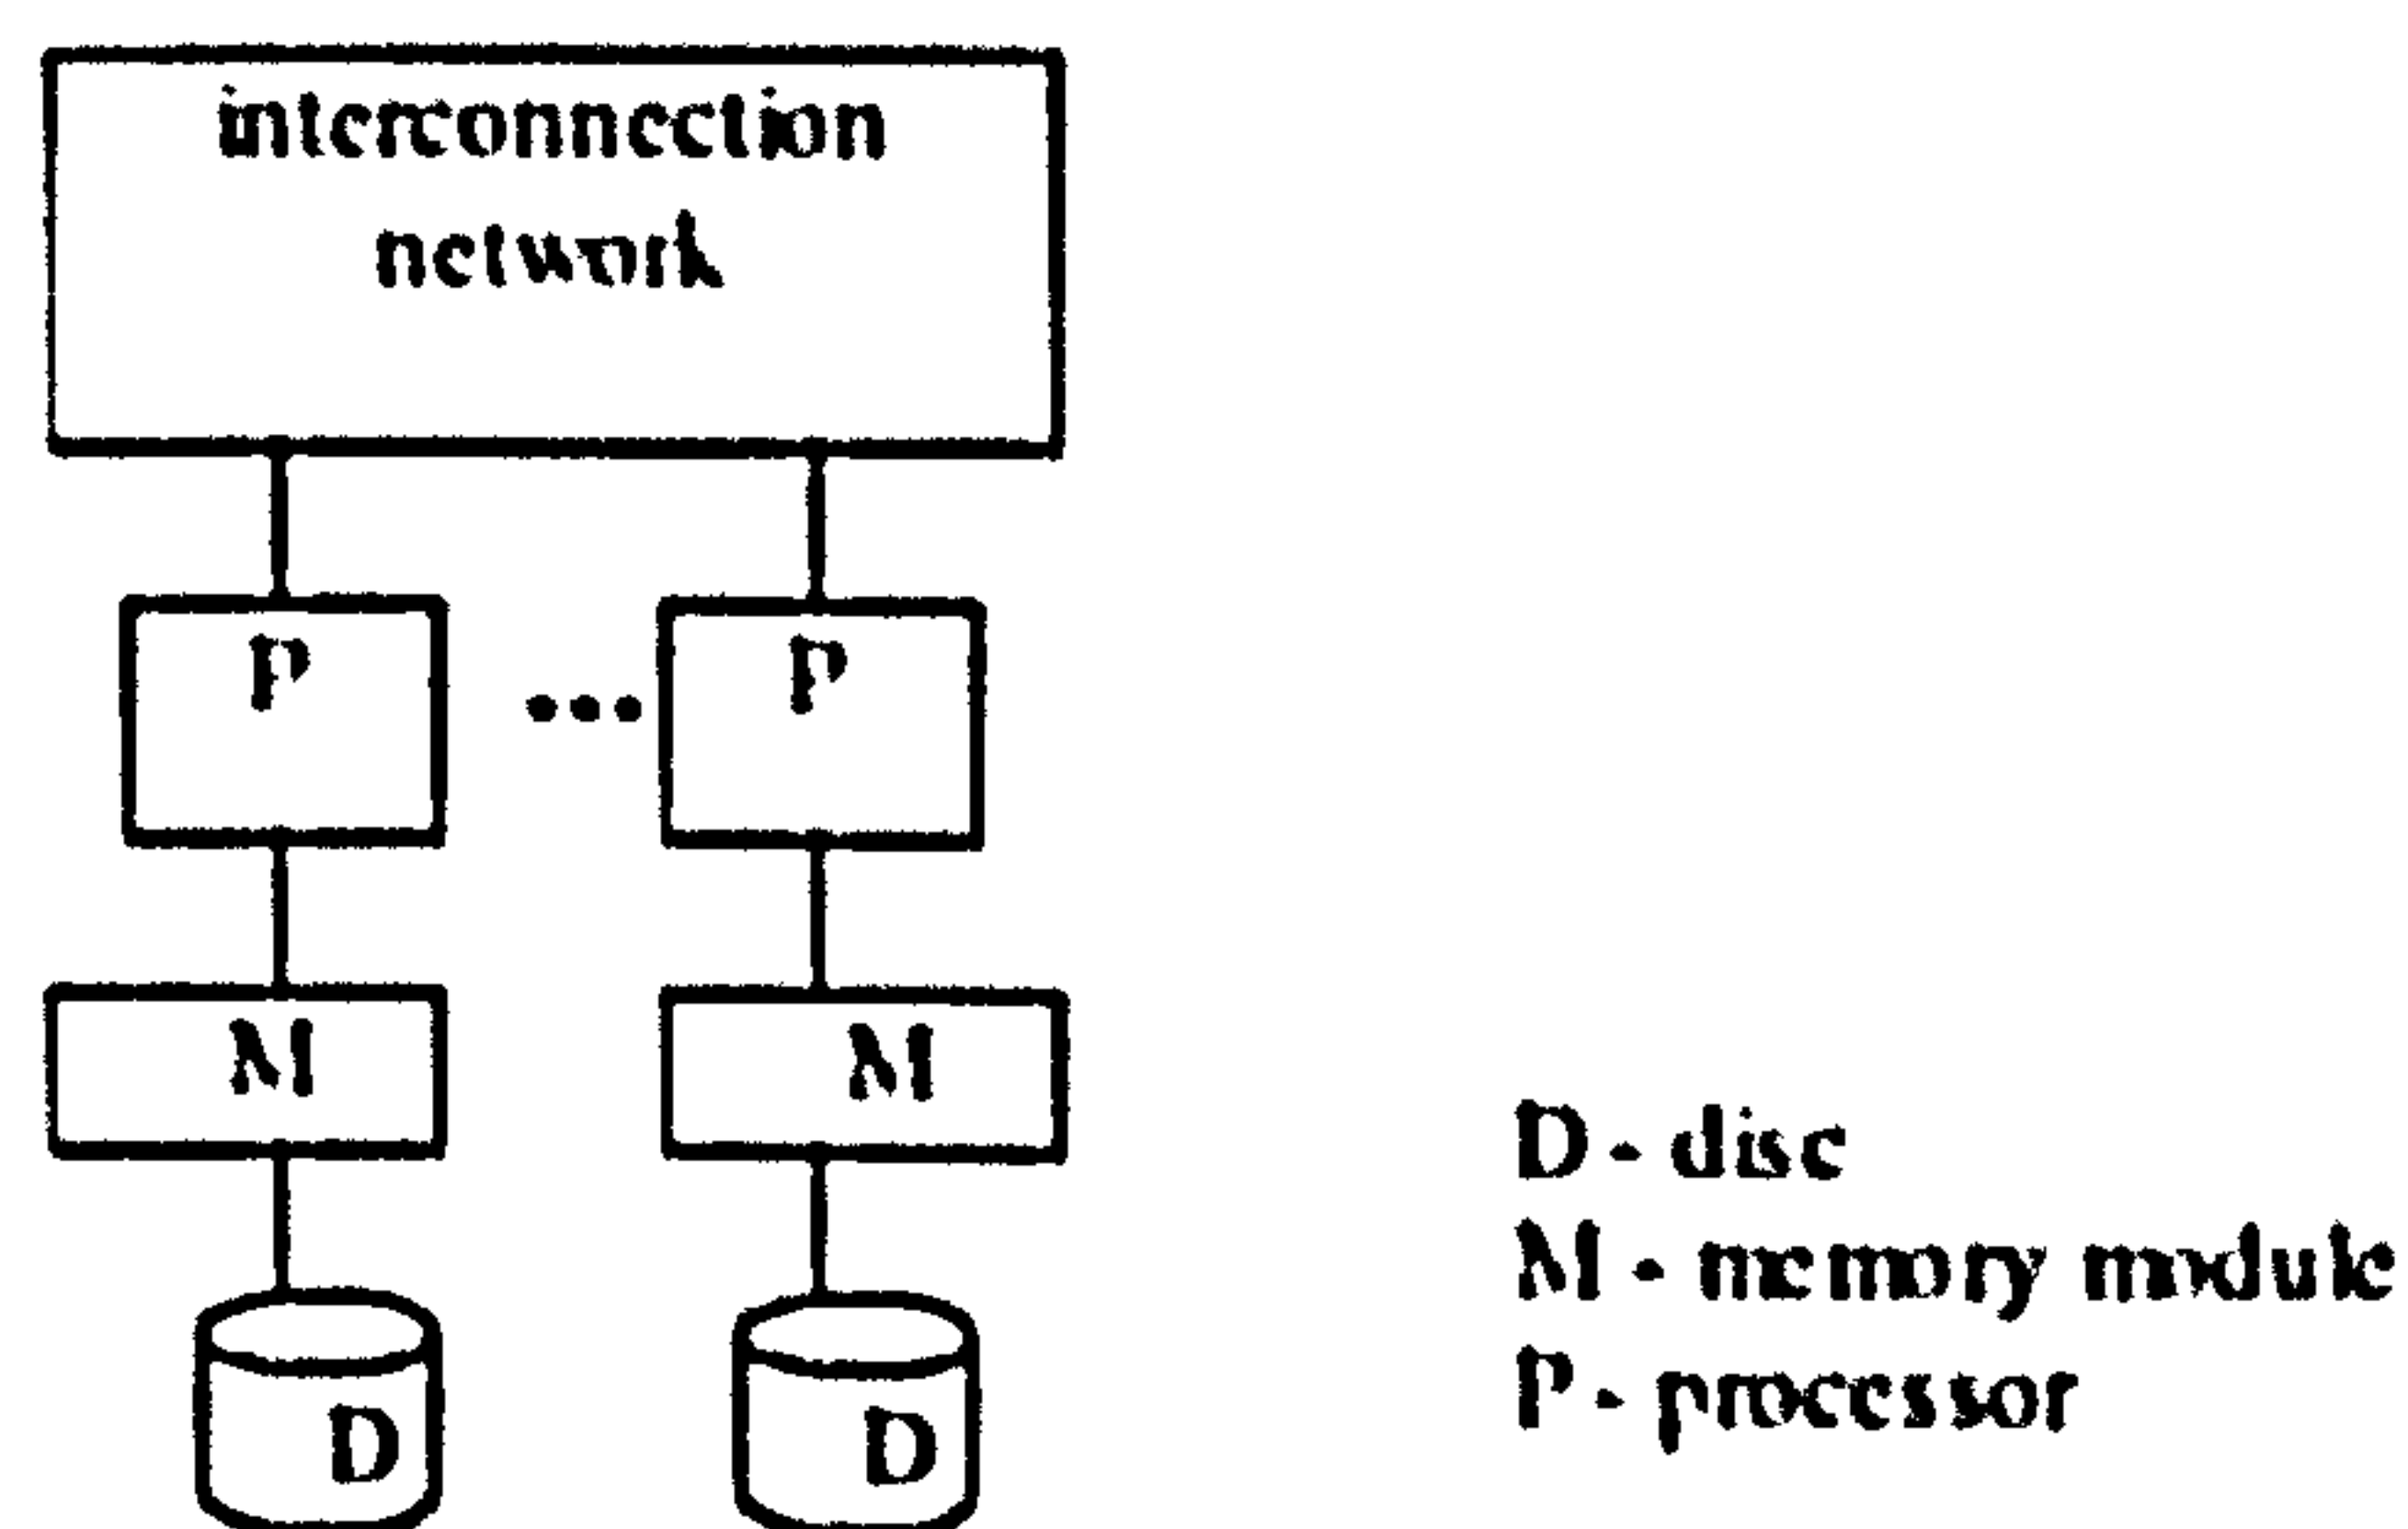 interconnection
network
P
... P
M
M
D
D
D - disc
M - memory module
P - processor